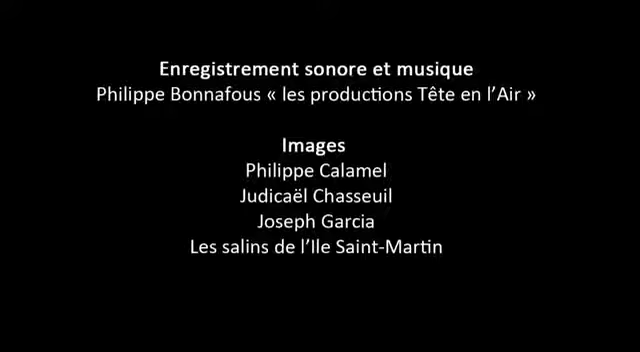 Enregistrement sonore et musique
Philippe Bonnafous « les productions Tête en l’Air »
Images
Philippe Calamel
Judicaël Chasseuil
Joseph Garcia
Les salins de l’Ile Saint-Martin